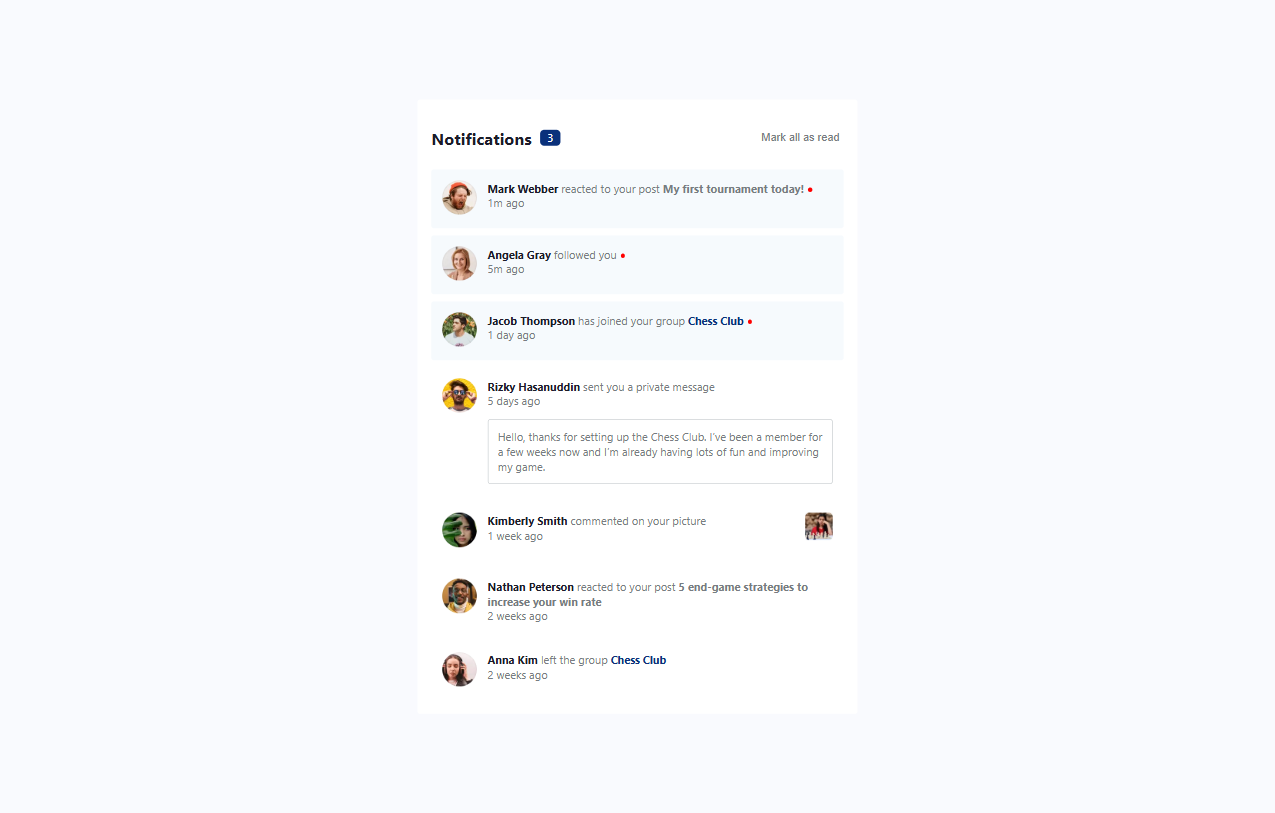 Notifications 3 Mark all as read
Mark Webber reacted to your post My first tournament today!
1m ago
Angela Gray followed you
5m ago
Jacob Thompson has joined your group Chess Club
1 day ago
Rizky Hasanuddin sent you a private message
5 days ago
Hello, thanks for setting up the Chess Club. I've been a member for
a few weeks now and I'm already having lots of fun and improving
my game.
Kimberly Smith commented on your picture
1 week ago
Nathan Peterson reacted to your post 5 end-game strategies to
increase your win rate
2 weeks ago
Anna Kim left the group Chess Club
2 weeks ago